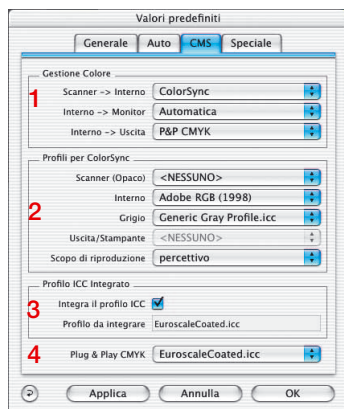 Valori predefiniti
Generale Auto CMS Speciale
Gestione Colore
1
Scanner -> Interno ColorSync
Interno -> Monitor Automatica
Interno -> Uscita P&P CMYK
Profili per ColorSync
2
Scanner (Opaco) <NESSUNO>
Interno Adobe RGB (1998)
Grigio Generic Gray Profile.icc
Uscita/Stampante <NESSUNO>
Scopo di riproduzione percettivo
Profilo ICC Integrato
3
Integra il profilo ICC
Profilo da integrare EuroscaleCoated.icc
4 Plug & Play CMYK EuroscaleCoated.icc
? Applica Annulla OK